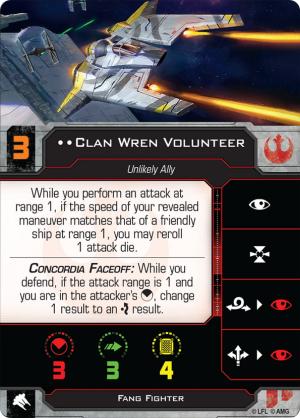 3
••Clan Wren Volunteer
Unlikely Ally
While you perform an attack at
range 1, if the speed of your revealed
maneuver matches that of a friendly
ship at range 1, you may reroll
1 attack die.
Concordia Faceoff: While you
defend, if the attack range is 1 and
you are in the attacker's, change
1 result to an result.
3 3 4
Fang Fighter
© LFL © AMG